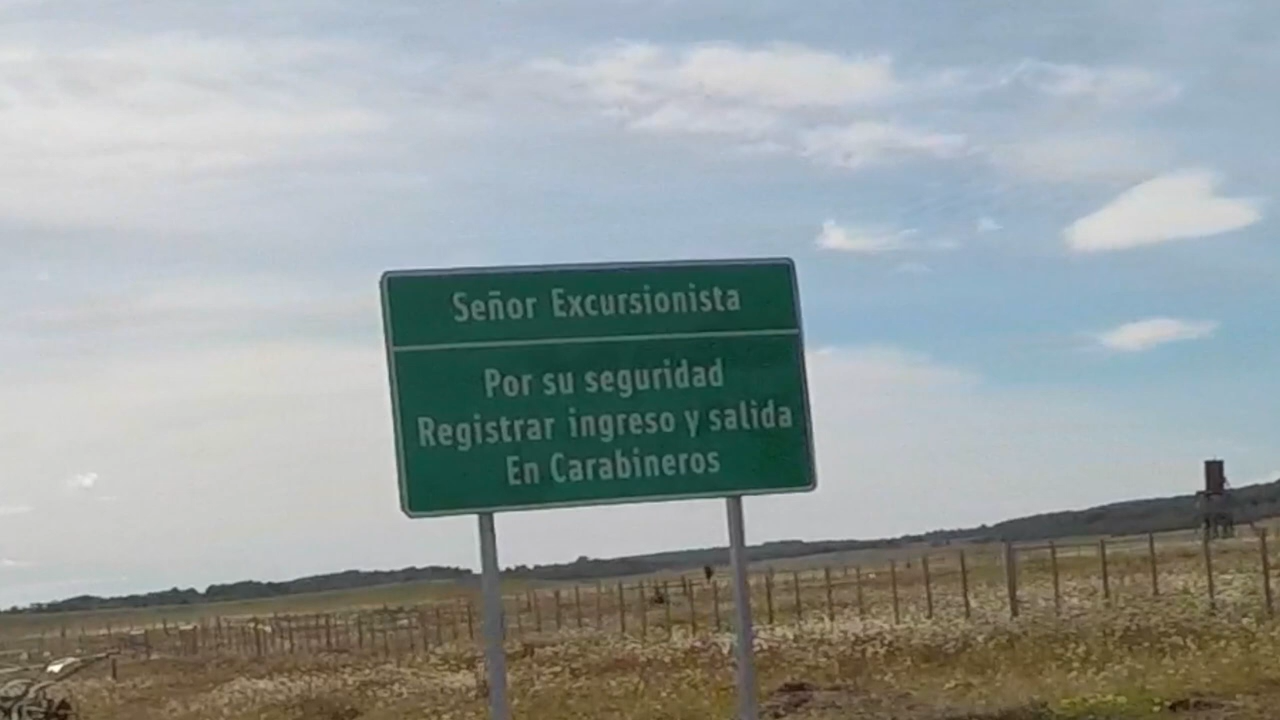 Señor Excursionista
Por su seguridad
Registrar ingreso y salida
En Carabineros